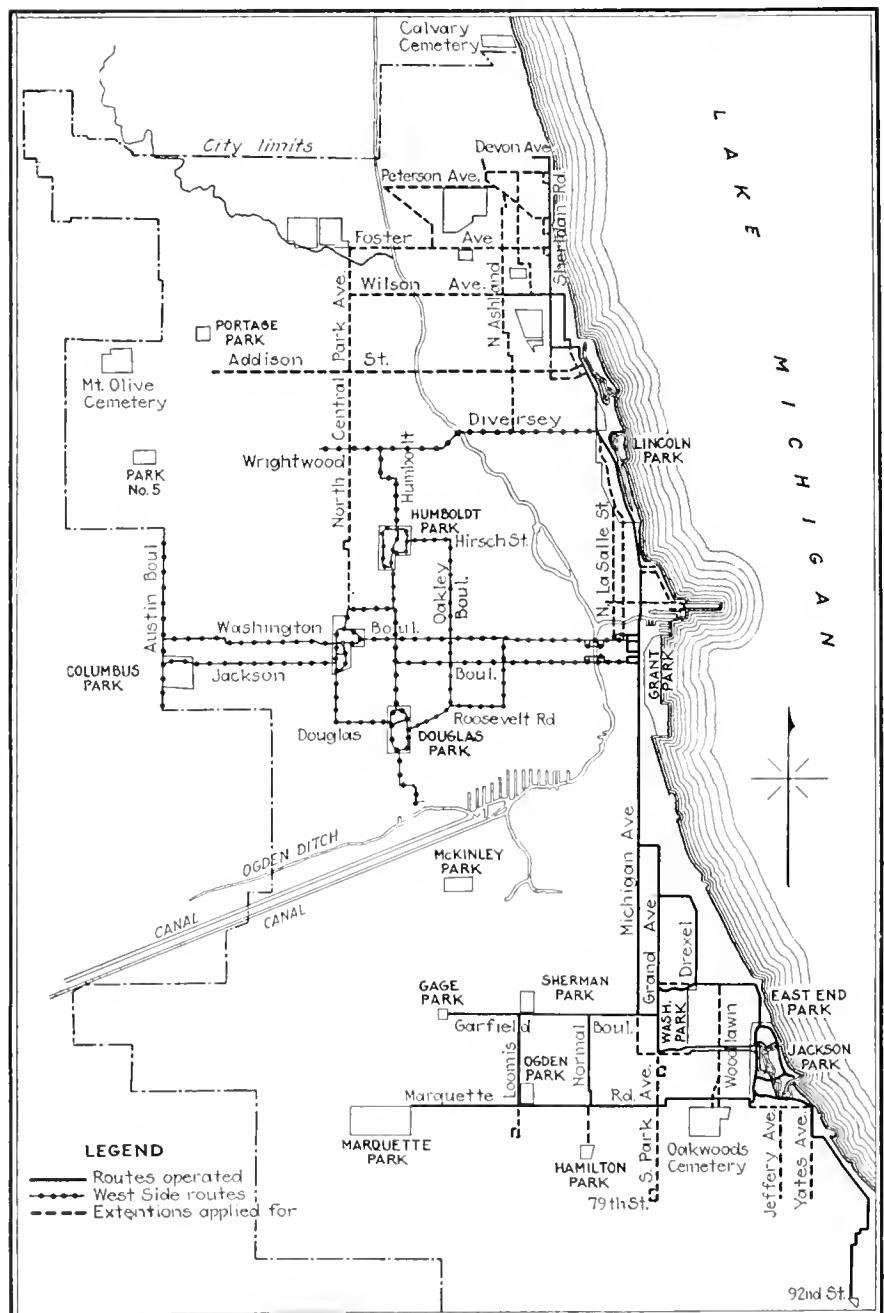 Calvary
Cemetery
City limits
Devon Ave
Peterson Ave.
Sheridan Rd.
Foster Ave
Wilson Ave.
N. Ashland
North Central Park Ave.
PORTAGE
PARK
Addison St.
Mt. Olive
Cemetery
LAKE MICHIGAN
Diversey
LINCOLN
PARK
Wrightwood
Humbolt
PARK
No. 5
HUMBOLDT
PARK
Hirsch St.
N. LaSalle St.
Oakley
Boul.
Austin Boul
Washington Boul.
GRANT
PARK
COLUMBUS
PARK
Jackson Boul.
Roosevelt Rd
Douglas
DOUGLAS
PARK
OGDEN DITCH
Michigan Ave
McKINLEY
PARK
CANAL
CANAL
Grand Ave.
Drexel
GAGE
PARK
SHERMAN
PARK
EAST END
PARK
Garfield Boul.
WASH.
PARK
Woodlawn
JACKSON
PARK
Loomis
OGDEN
PARK
Normal
Marquette Rd.
S. Park Ave.
MARQUETTE
PARK
HAMILTON
PARK
Oakwoods
Cemetery
Jeffery Ave.
Yates Ave.
79th St.
LEGEND
Routes operated
West Side routes
Extentions applied for
92nd St.